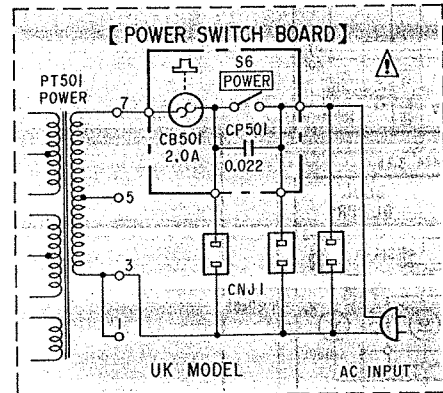 [POWER SWITCH BOARD]
S6
POWER
PT501
POWER
7
CB501
2.0A
CP501
0.022
5
3
CNJ1
1
UK MODEL
AC INPUT